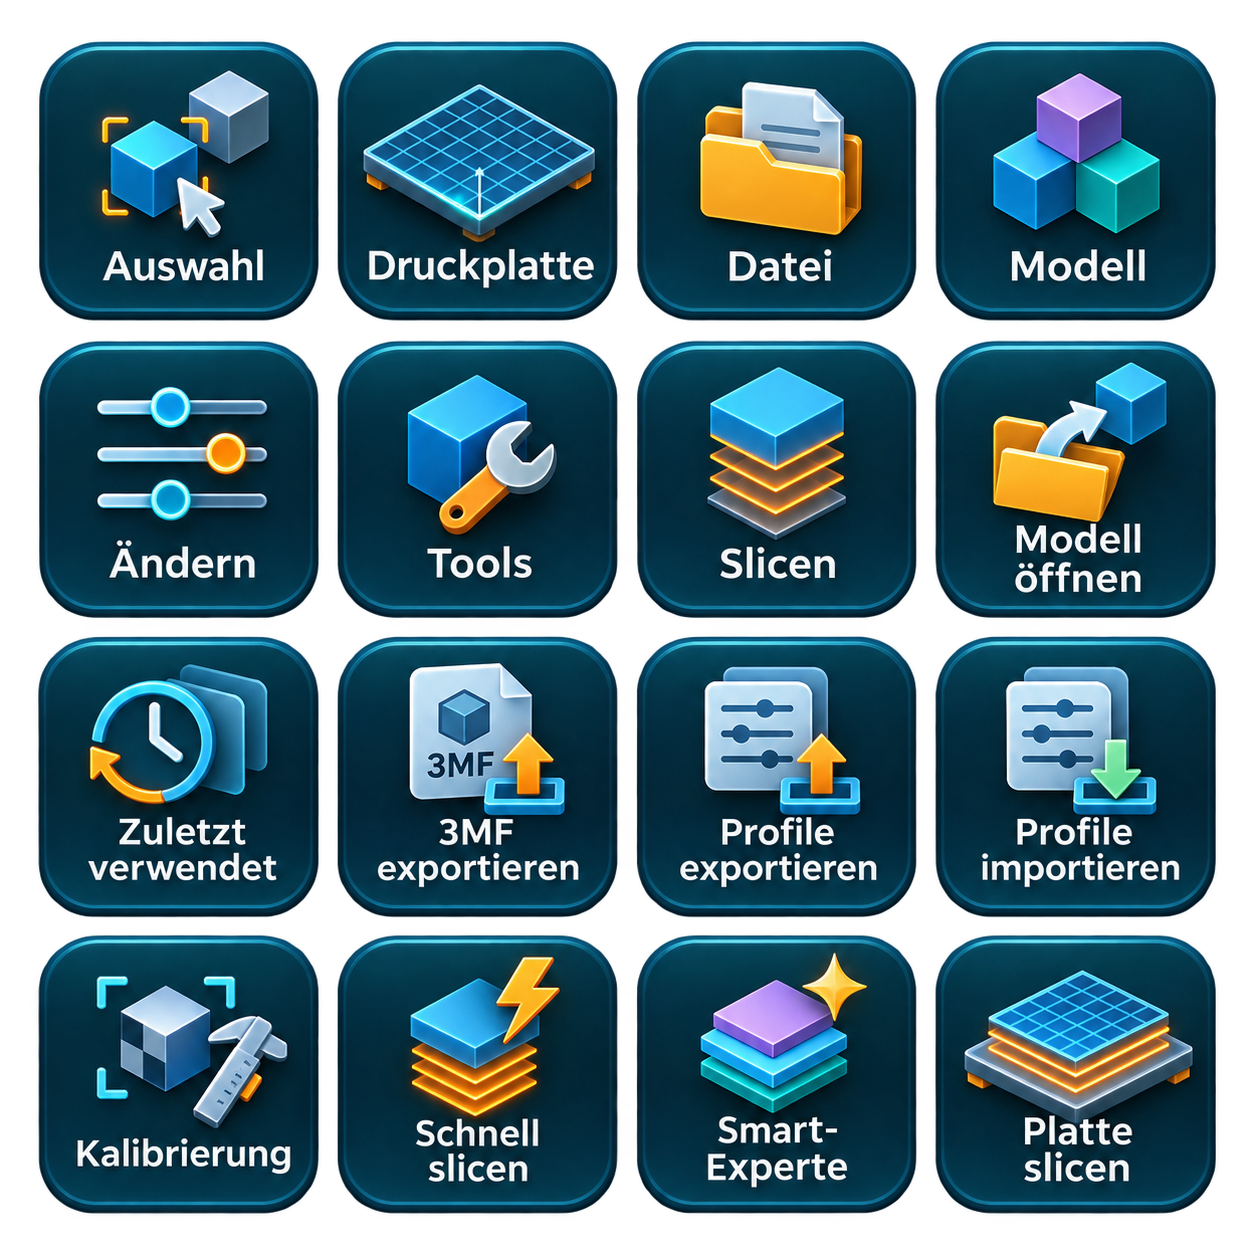 Auswahl
Druckplatte
Datei
Modell
Ändern
Tools
Slicen
Modell
öffnen
Zuletzt
verwendet
3MF
3MF
exportieren
Profile
exportieren
Profile
importieren
Kalibrierung
Schnell
slicen
Smart-
Experte
Platte
slicen